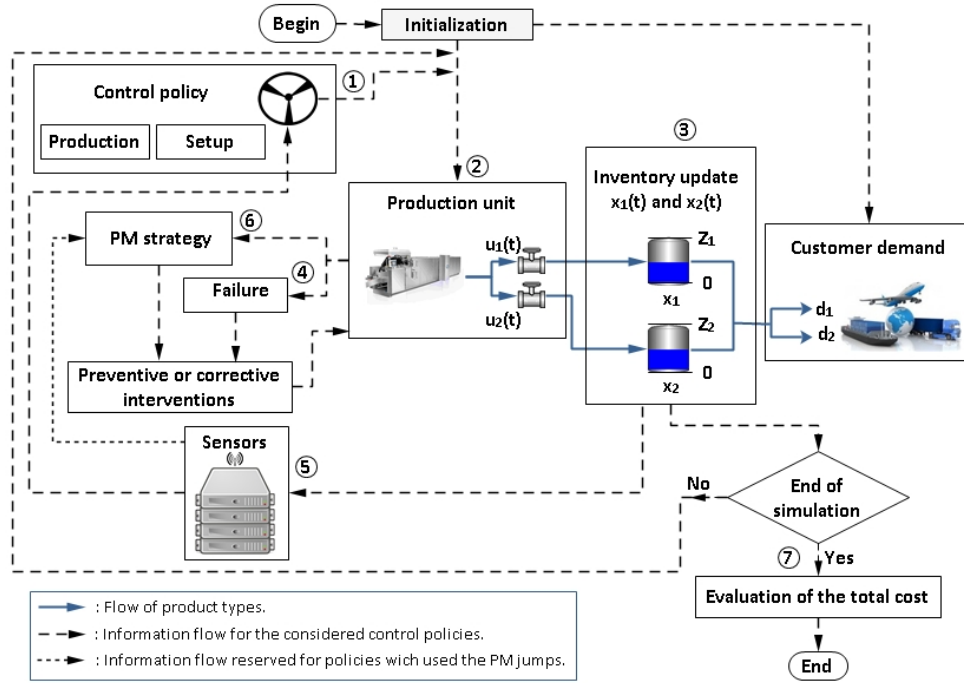 Begin
Initialization
①
Control policy
Production
Setup
②
Production unit
u₁(t)
u₂(t)
③
Inventory update
x₁(t) and x₂(t)
Z₁
0
x₁
Z₂
0
x₂
Customer demand
d₁
d₂
⑥
PM strategy
④
Failure
Preventive or corrective
interventions
Sensors
⑤
No
End of
simulation
⑦
Yes
Evaluation of the total cost
End
: Flow of product types.
: Information flow for the considered control policies.
: Information flow reserved for policies wich used the PM jumps.